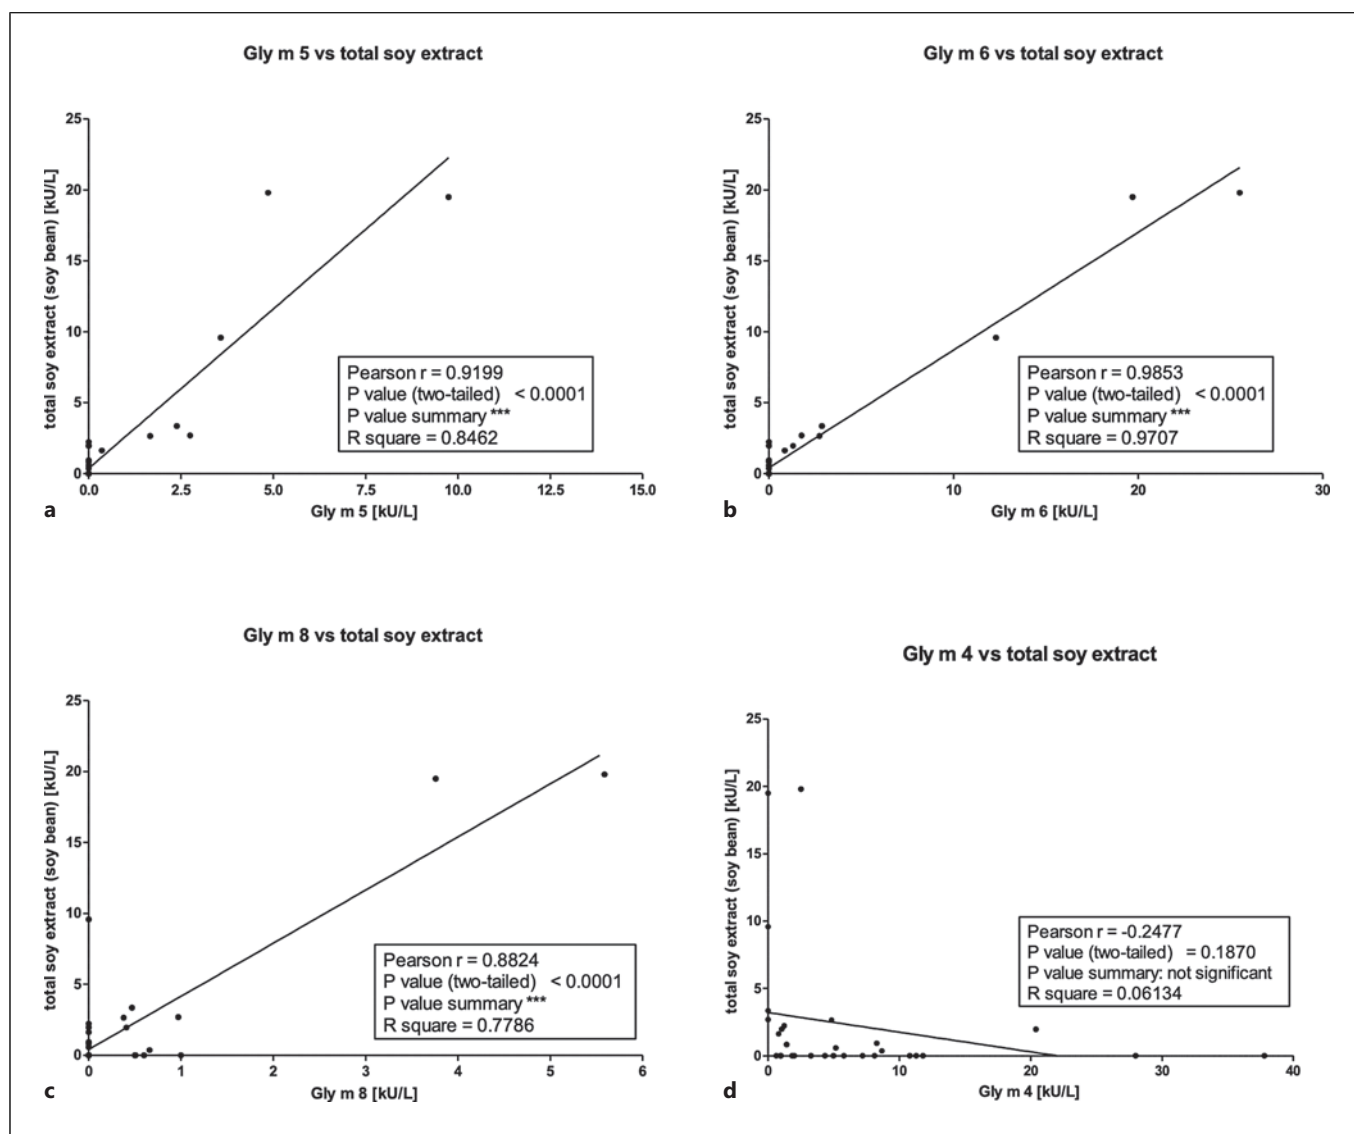 Gly m 5 vs total soy extract
total soy extract (soy bean) [kU/L]
25
20
15
10
5
0
Pearson r = 0.9199
P value (two-tailed) < 0.0001
P value summary ***
R square = 0.8462
0.0 2.5 5.0 7.5 10.0 12.5 15.0
Gly m 5 [kU/L]
a
Gly m 6 vs total soy extract
total soy extract (soy bean) [kU/L]
25
20
15
10
5
0
Pearson r = 0.9853
P value (two-tailed) < 0.0001
P value summary ***
R square = 0.9707
0 10 20 30
Gly m 6 [kU/L]
b
Gly m 8 vs total soy extract
total soy extract (soy bean) [kU/L]
25
20
15
10
5
0
Pearson r = 0.8824
P value (two-tailed) < 0.0001
P value summary ***
R square = 0.7786
0 1 2 3 4 5 6
Gly m 8 [kU/L]
c
Gly m 4 vs total soy extract
total soy extract (soy bean) [kU/L]
25
20
15
10
5
0
Pearson r = -0.2477
P value (two-tailed) = 0.1870
P value summary: not significant
R square = 0.06134
0 10 20 30 40
Gly m 4 [kU/L]
d